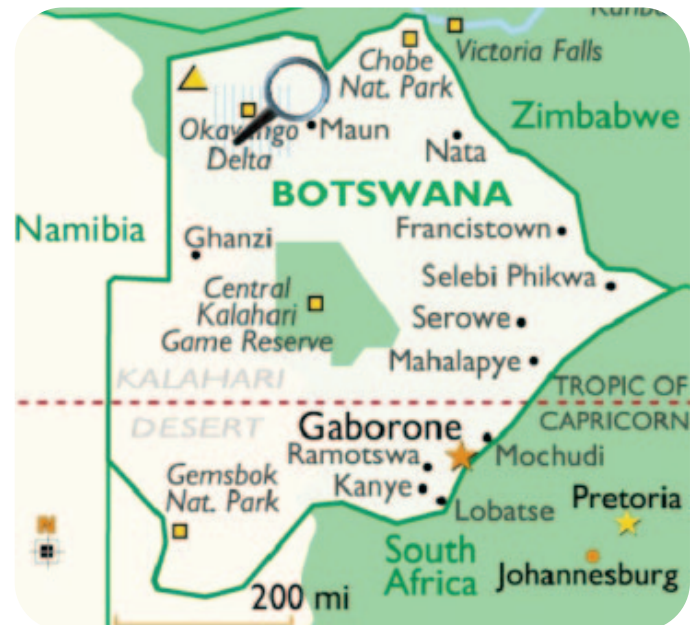 Chobe
Nat. Park
Victoria Falls
Zimbabwe
Maun
Delta
Nata
BOTSWANA
Namibia
Ghanzi
Francistown
Selebi Phikwa
Central
Kalahari
Game Reserve
Serowe
Mahalapye
KALAHARI
DESERT
TROPIC OF
CAPRICORN
Gaborone
Ramotswa
Mochudi
Kanye
Lobatse
Gemsbok
Nat. Park
Pretoria
South
Africa
Johannesburg
N
200 mi